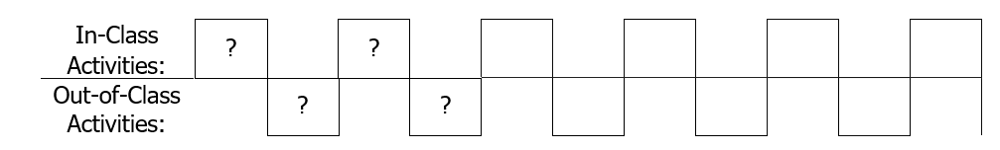 In-Class
Activities:
? ?
Out-of-Class
Activities:
? ?